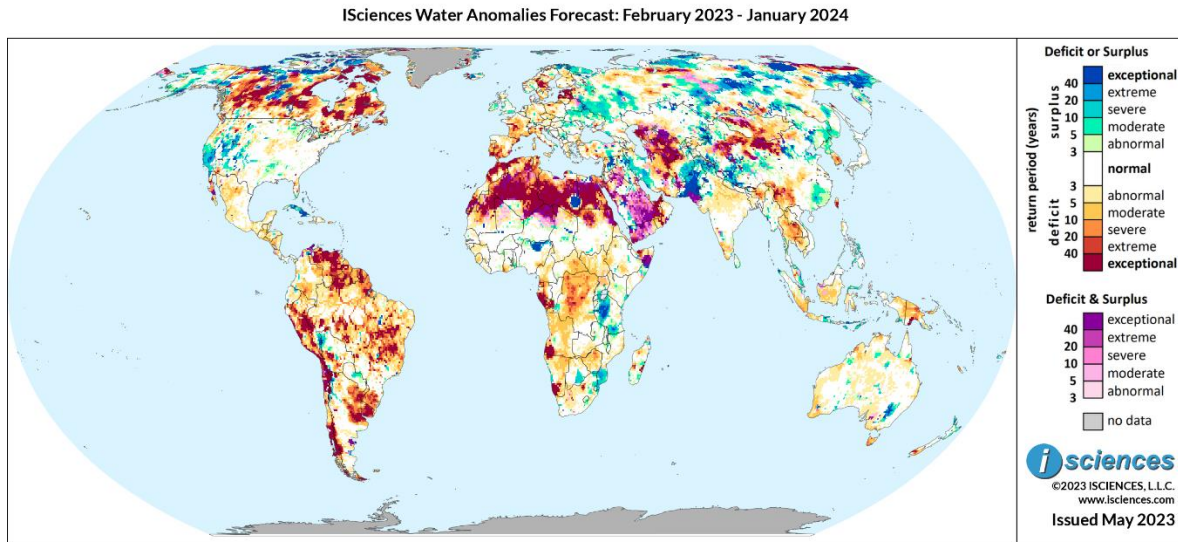 ISciences Water Anomalies Forecast: February 2023 - January 2024
Deficit or Surplus
return period (years)
surplus
deficit
exceptional
40
extreme
20
severe
10
moderate
5
abnormal
3
normal
3
abnormal
5
moderate
10
severe
20
extreme
40
exceptional
Deficit & Surplus
exceptional
40
extreme
20
severe
10
moderate
5
abnormal
3
no data
i sciences
©2023 ISCIENCES, L.L.C.
www.isciences.com
Issued May 2023